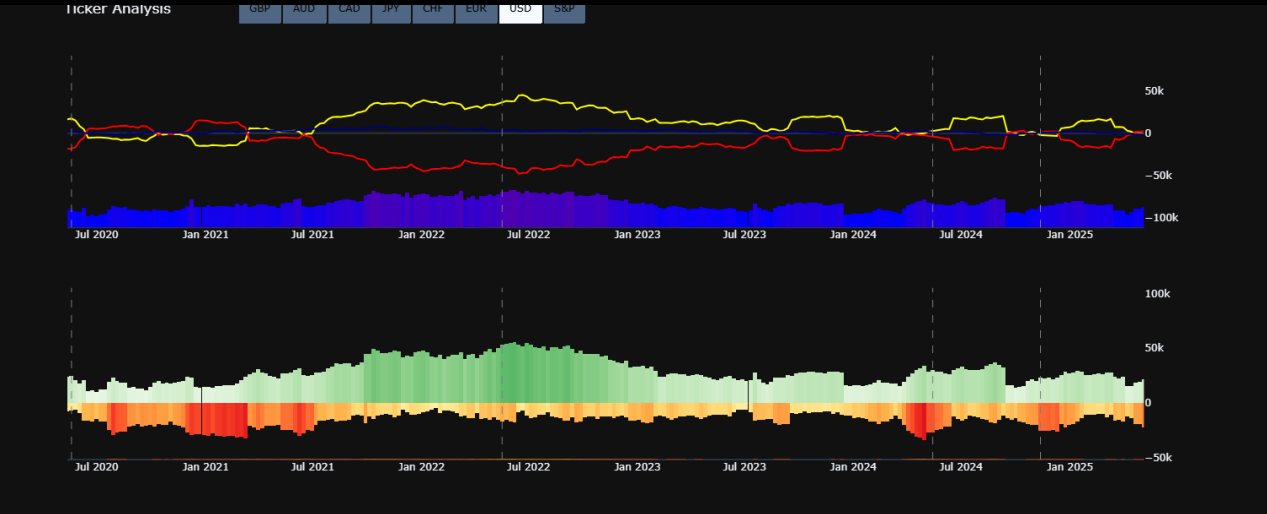 Ticker Analysis GBP AUD CAD JPY CHF EUR USD S&P
50k
0
−50k
−100k
Jul 2020 Jan 2021 Jul 2021 Jan 2022 Jul 2022 Jan 2023 Jul 2023 Jan 2024 Jul 2024 Jan 2025
100k
50k
0
−50k
Jul 2020 Jan 2021 Jul 2021 Jan 2022 Jul 2022 Jan 2023 Jul 2023 Jan 2024 Jul 2024 Jan 2025